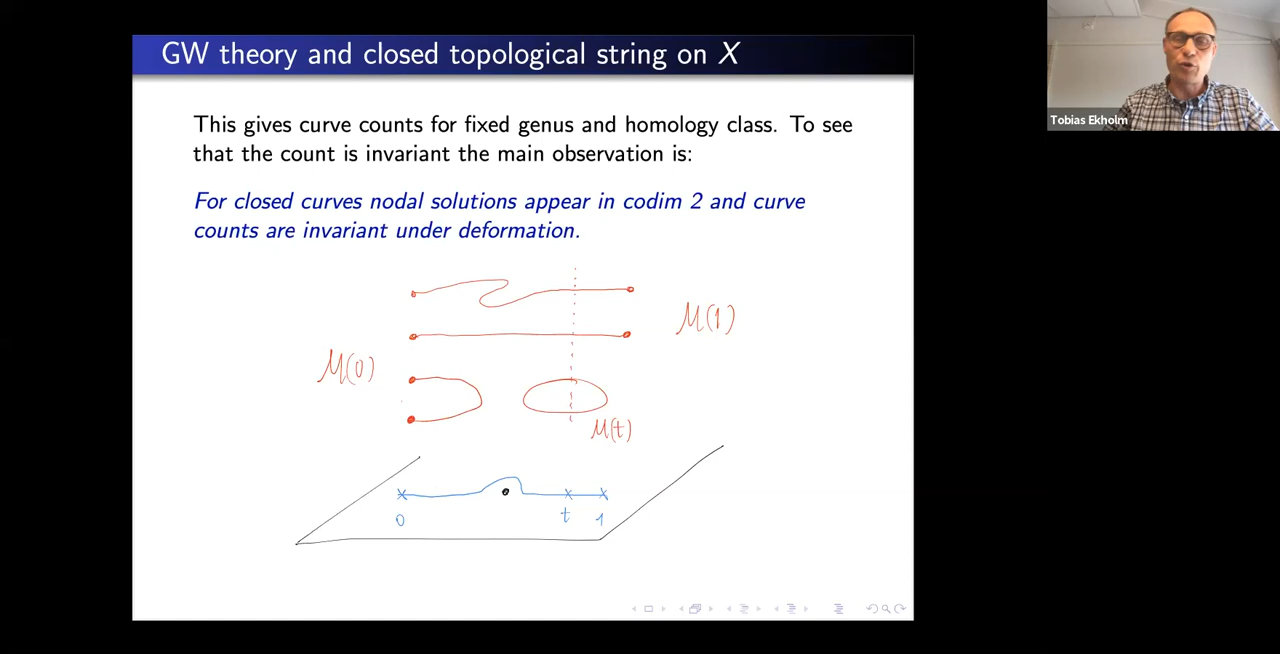 GW theory and closed topological string on X
This gives curve counts for fixed genus and homology class. To see
that the count is invariant the main observation is:
For closed curves nodal solutions appear in codim 2 and curve
counts are invariant under deformation.
M(1)
M(0)
M(t)
0
t
1
Tobias Ekholm